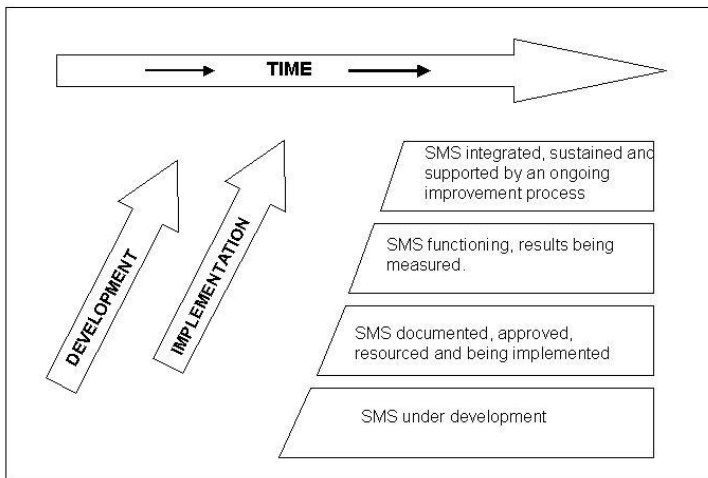 TIME
SMS integrated, sustained and
supported by an ongoing
improvement process
DEVELOPMENT
IMPLEMENTATION
SMS functioning, results being
measured.
SMS documented, approved,
resourced and being implemented
SMS under development